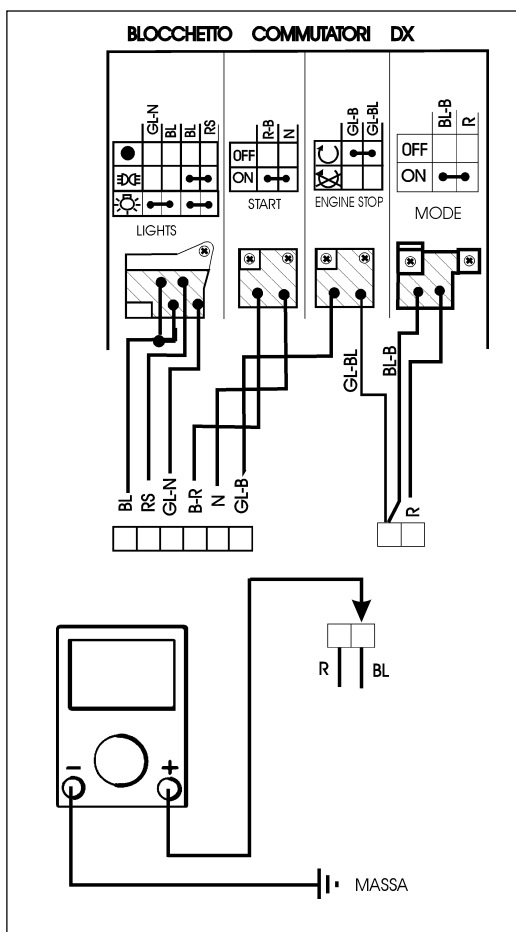 BLOCCHETTO COMMUTATORI DX
GL-N
BL
BL
RS
LIGHTS
R-B
N
OFF
ON
START
GL-B
GL-BL
ENGINE STOP
BL-B
R
OFF
ON
MODE
BL
RS
GL-N
B-R
N
GL-B
GL-BL
BL-B
R
R
BL
- +
MASSA